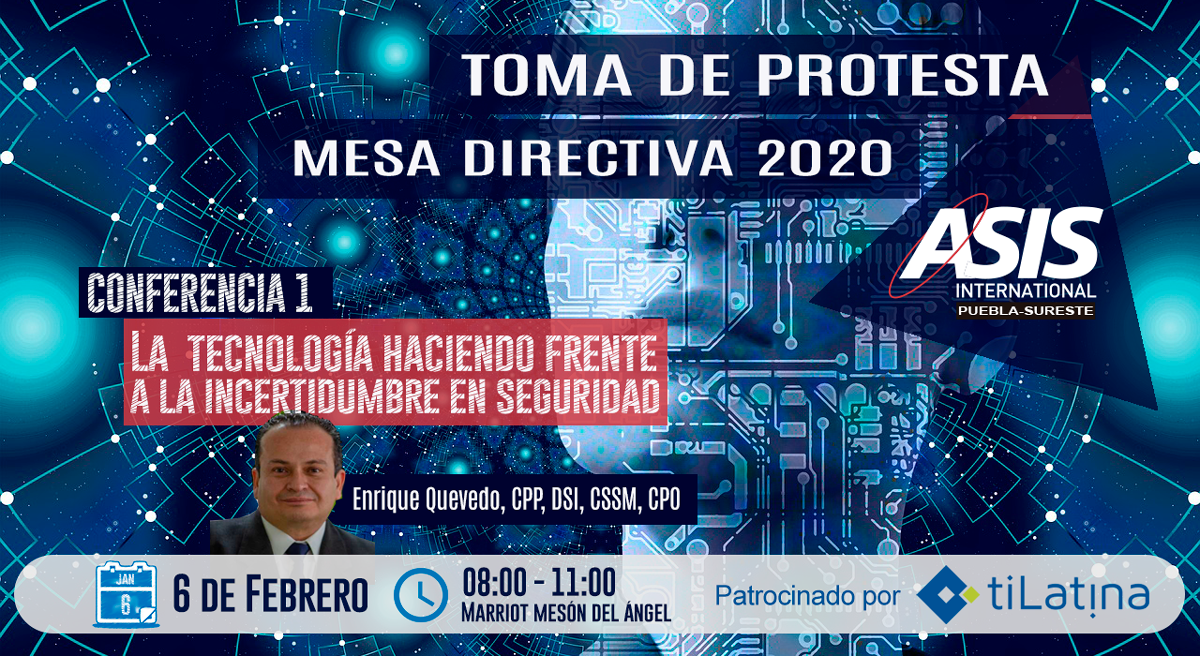 TOMA DE PROTESTA
MESA DIRECTIVA 2020
ASIS
INTERNATIONAL
PUEBLA-SURESTE
CONFERENCIA 1
LA TECNOLOGÍA HACIENDO FRENTE
A LA INCERTIDUMBRE EN SEGURIDAD
Enrique Quevedo, CPP, DSI, CSSM, CPO
JAN
6
6 DE FEBRERO
08:00 - 11:00
MARRIOT MESÓN DEL ÁNGEL
Patrocinado por
tiLatina